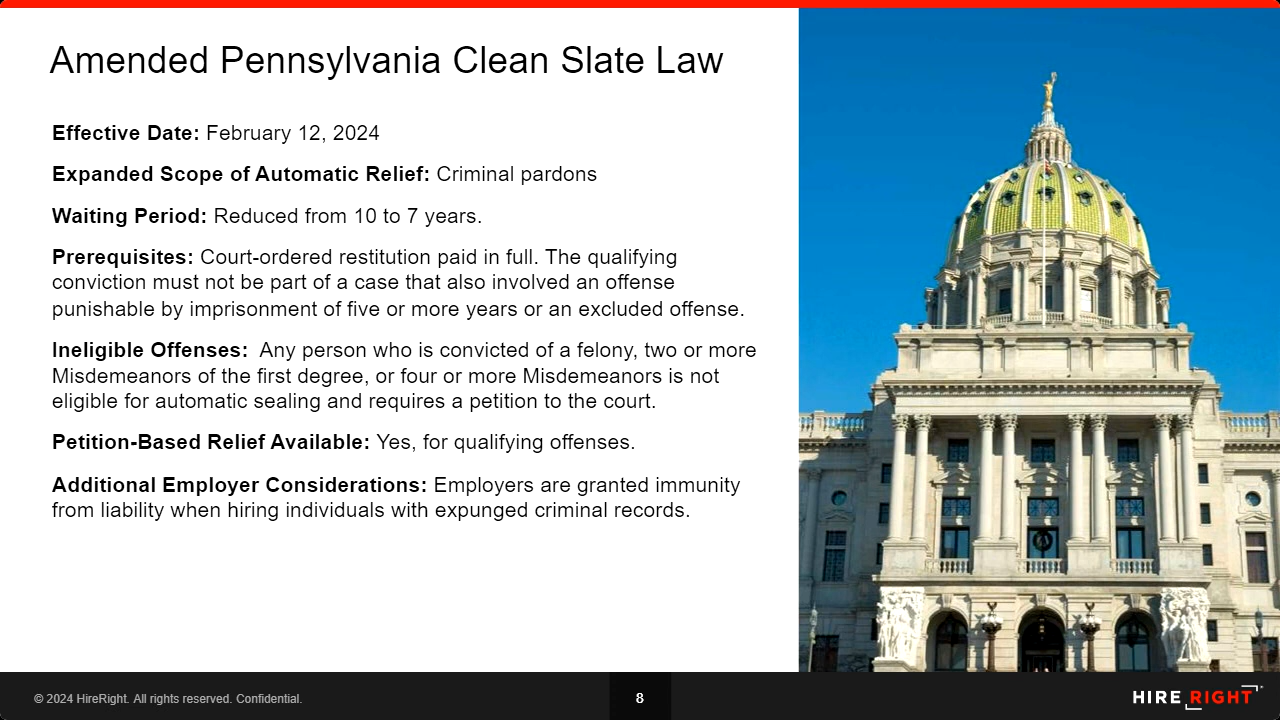 Amended Pennsylvania Clean Slate Law
Effective Date: February 12, 2024
Expanded Scope of Automatic Relief: Criminal pardons
Waiting Period: Reduced from 10 to 7 years.
Prerequisites: Court-ordered restitution paid in full. The qualifying
conviction must not be part of a case that also involved an offense
punishable by imprisonment of five or more years or an excluded offense.
Ineligible Offenses:  Any person who is convicted of a felony, two or more
Misdemeanors of the first degree, or four or more Misdemeanors is not
eligible for automatic sealing and requires a petition to the court.
Petition-Based Relief Available: Yes, for qualifying offenses.
Additional Employer Considerations: Employers are granted immunity
from liability when hiring individuals with expunged criminal records.
© 2024 HireRight. All rights reserved. Confidential.
8
HIRE RIGHT